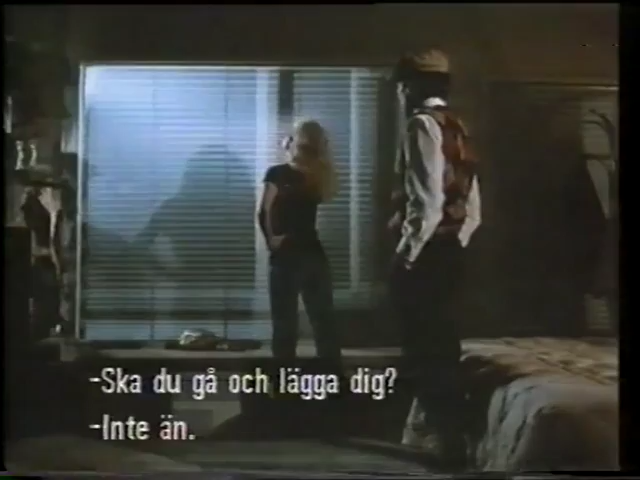 -Ska du gå och lägga dig?
-Inte än.